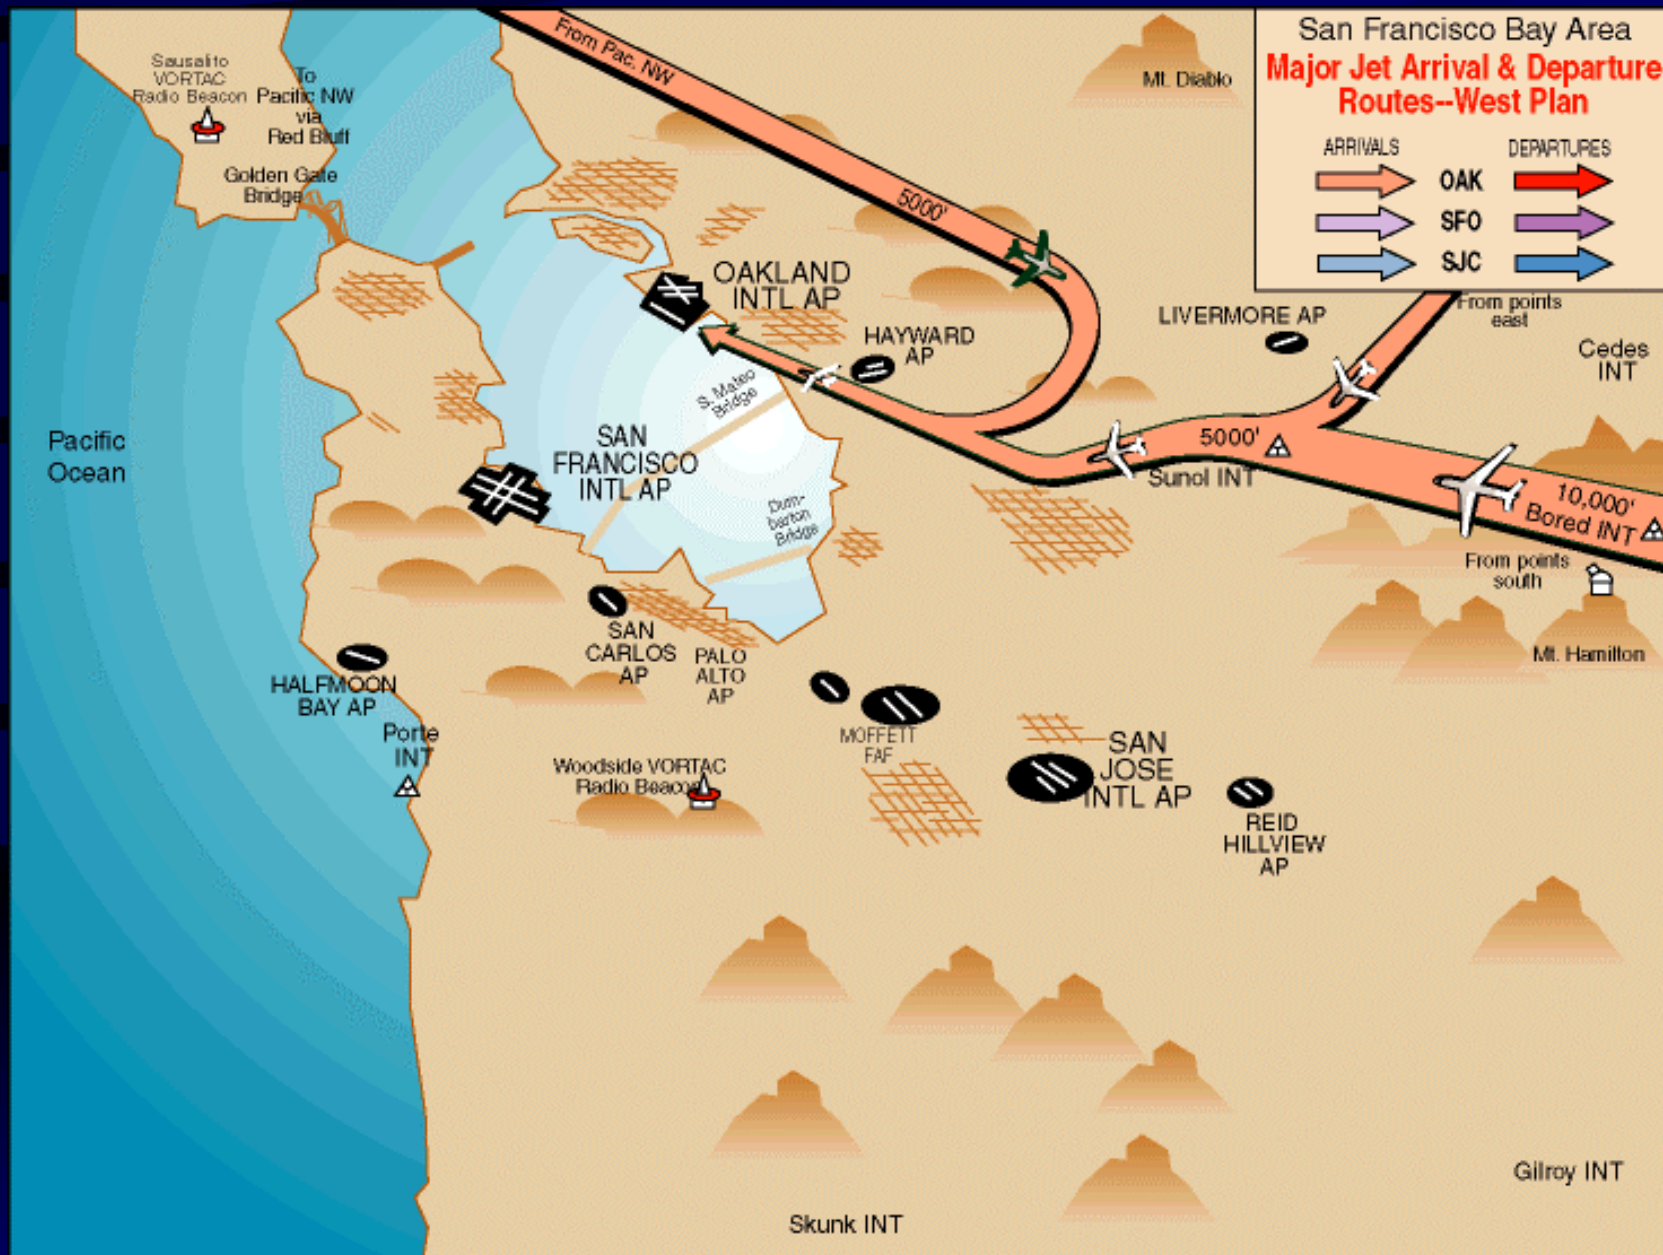 San Francisco Bay Area
Major Jet Arrival & Departure
Routes--West Plan
ARRIVALS
DEPARTURES
OAK
SFO
SJC
From Pac. NW
Mt. Diablo
Sausalito
VORTAC
Radio Beacon
To
Pacific NW
via
Red Bluff
Golden Gate
Bridge
5000'
OAKLAND
INTL AP
HAYWARD
AP
LIVERMORE AP
From points
east
Cedes
INT
S. Mateo
Bridge
Pacific
Ocean
SAN
FRANCISCO
INTL AP
5000'
Sunol INT
10,000'
Bored INT
Dum-
barton
Bridge
From points
south
Mt. Hamilton
SAN
CARLOS
AP
PALO
ALTO
AP
HALFMOON
BAY AP
Porte
INT
MOFFETT
FAF
Woodside VORTAC
Radio Beacon
SAN
JOSE
INTL AP
REID
HILLVIEW
AP
Gilroy INT
Skunk INT